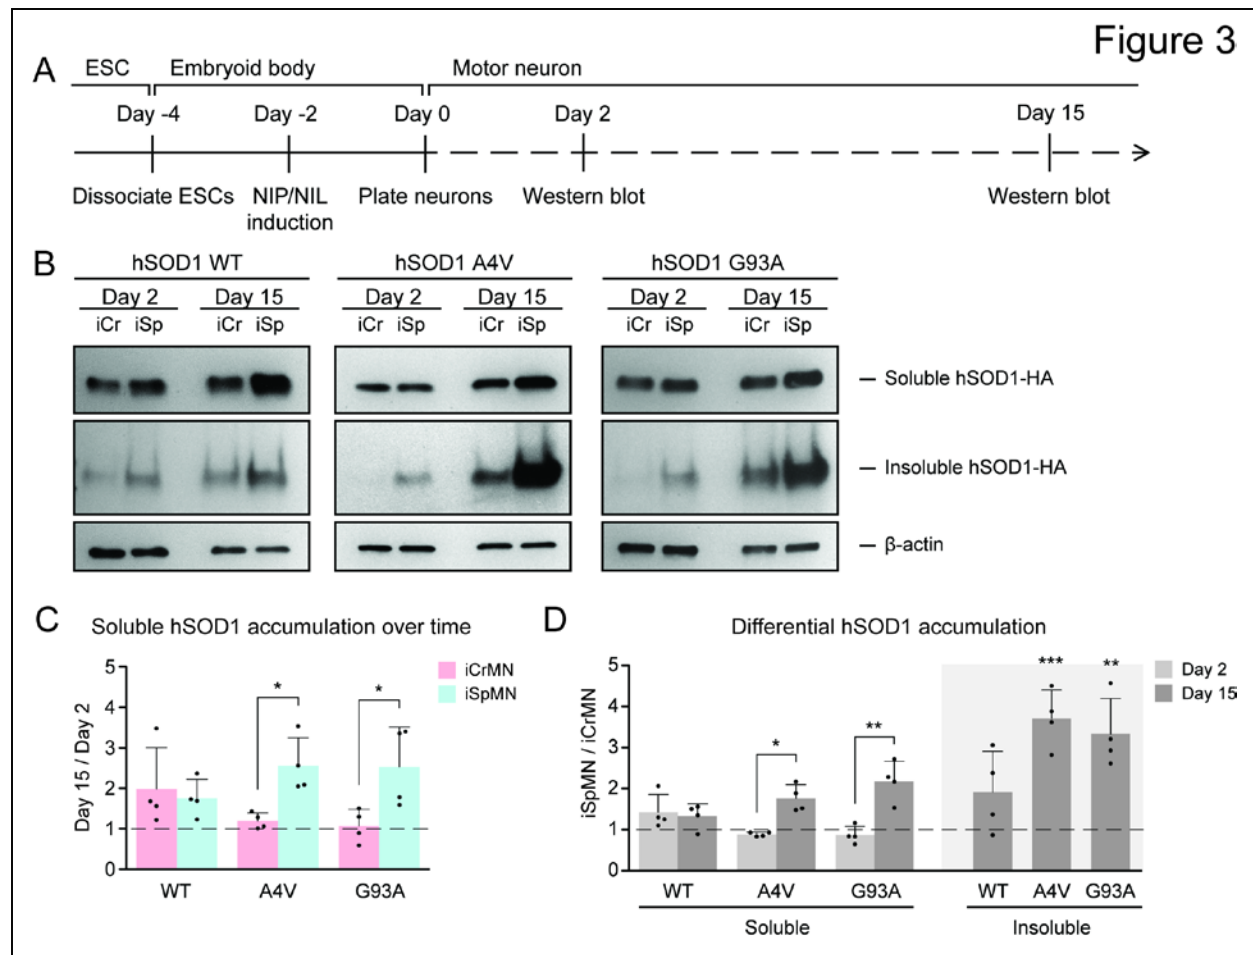 Figure 3
A
ESC Embryoid body Motor neuron
Day -4 Day -2 Day 0 Day 2 Day 15
Dissociate ESCs NIP/NIL induction Plate neurons Western blot Western blot
B
hSOD1 WT hSOD1 A4V hSOD1 G93A
Day 2 Day 15 Day 2 Day 15 Day 2 Day 15
iCr iSp iCr iSp iCr iSp iCr iSp iCr iSp iCr iSp
Soluble hSOD1-HA
Insoluble hSOD1-HA
β-actin
C
Soluble hSOD1 accumulation over time
iCrMN
iSpMN
Day 15 / Day 2
5
4
3
2
1
0
* *
WT A4V G93A
D
Differential hSOD1 accumulation
Day 2
Day 15
iSpMN / iCrMN
5
4
3
2
1
0
* ** *** **
WT A4V G93A WT A4V G93A
Soluble Insoluble